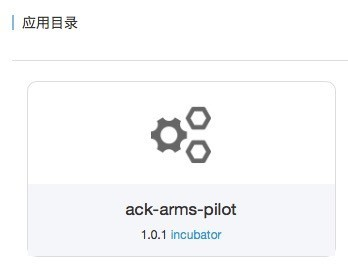 应用目录
ack-arms-pilot
1.0.1 incubator